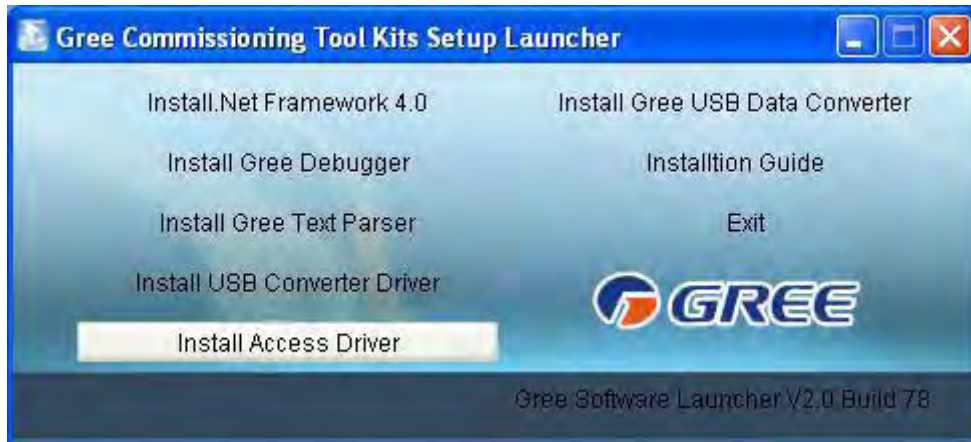 Gree Commissioning Tool Kits Setup Launcher
Install.Net Framework 4.0
Install Gree Debugger
Install Gree Text Parser
Install USB Converter Driver
Install Access Driver
Install Gree USB Data Converter
Installtion Guide
Exit
GREE
Gree Software Launcher V2.0 Build 78